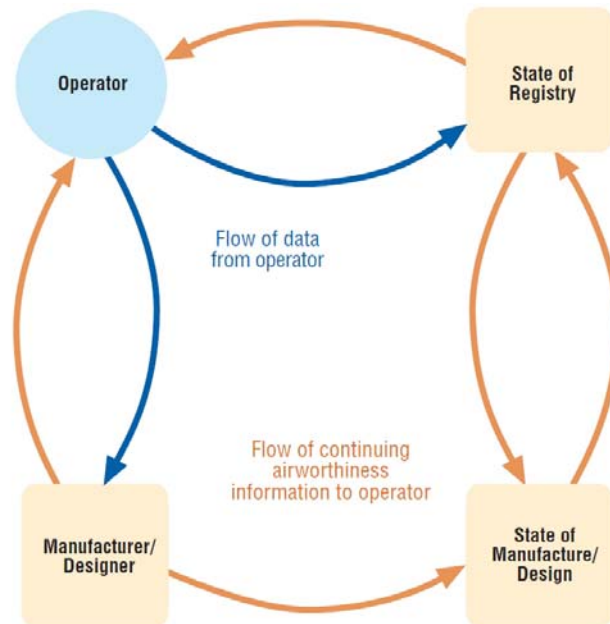 Operator
State of
Registry
Flow of data
from operator
Flow of continuing
airworthiness
information to operator
Manufacturer/
Designer
State of
Manufacture/
Design